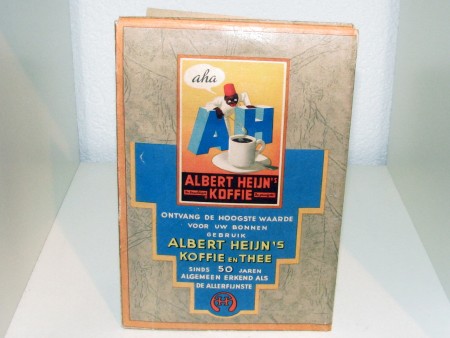 aha
AH
ALBERT HEIJN'S
KOFFIE
ONTVANG DE HOOGSTE WAARDE
VOOR UW BONNEN
GEBRUIK
ALBERT HEIJN'S
KOFFIE EN THEE
SINDS 50 JAREN
ALGEMEEN ERKEND ALS
DE ALLERFIJNSTE